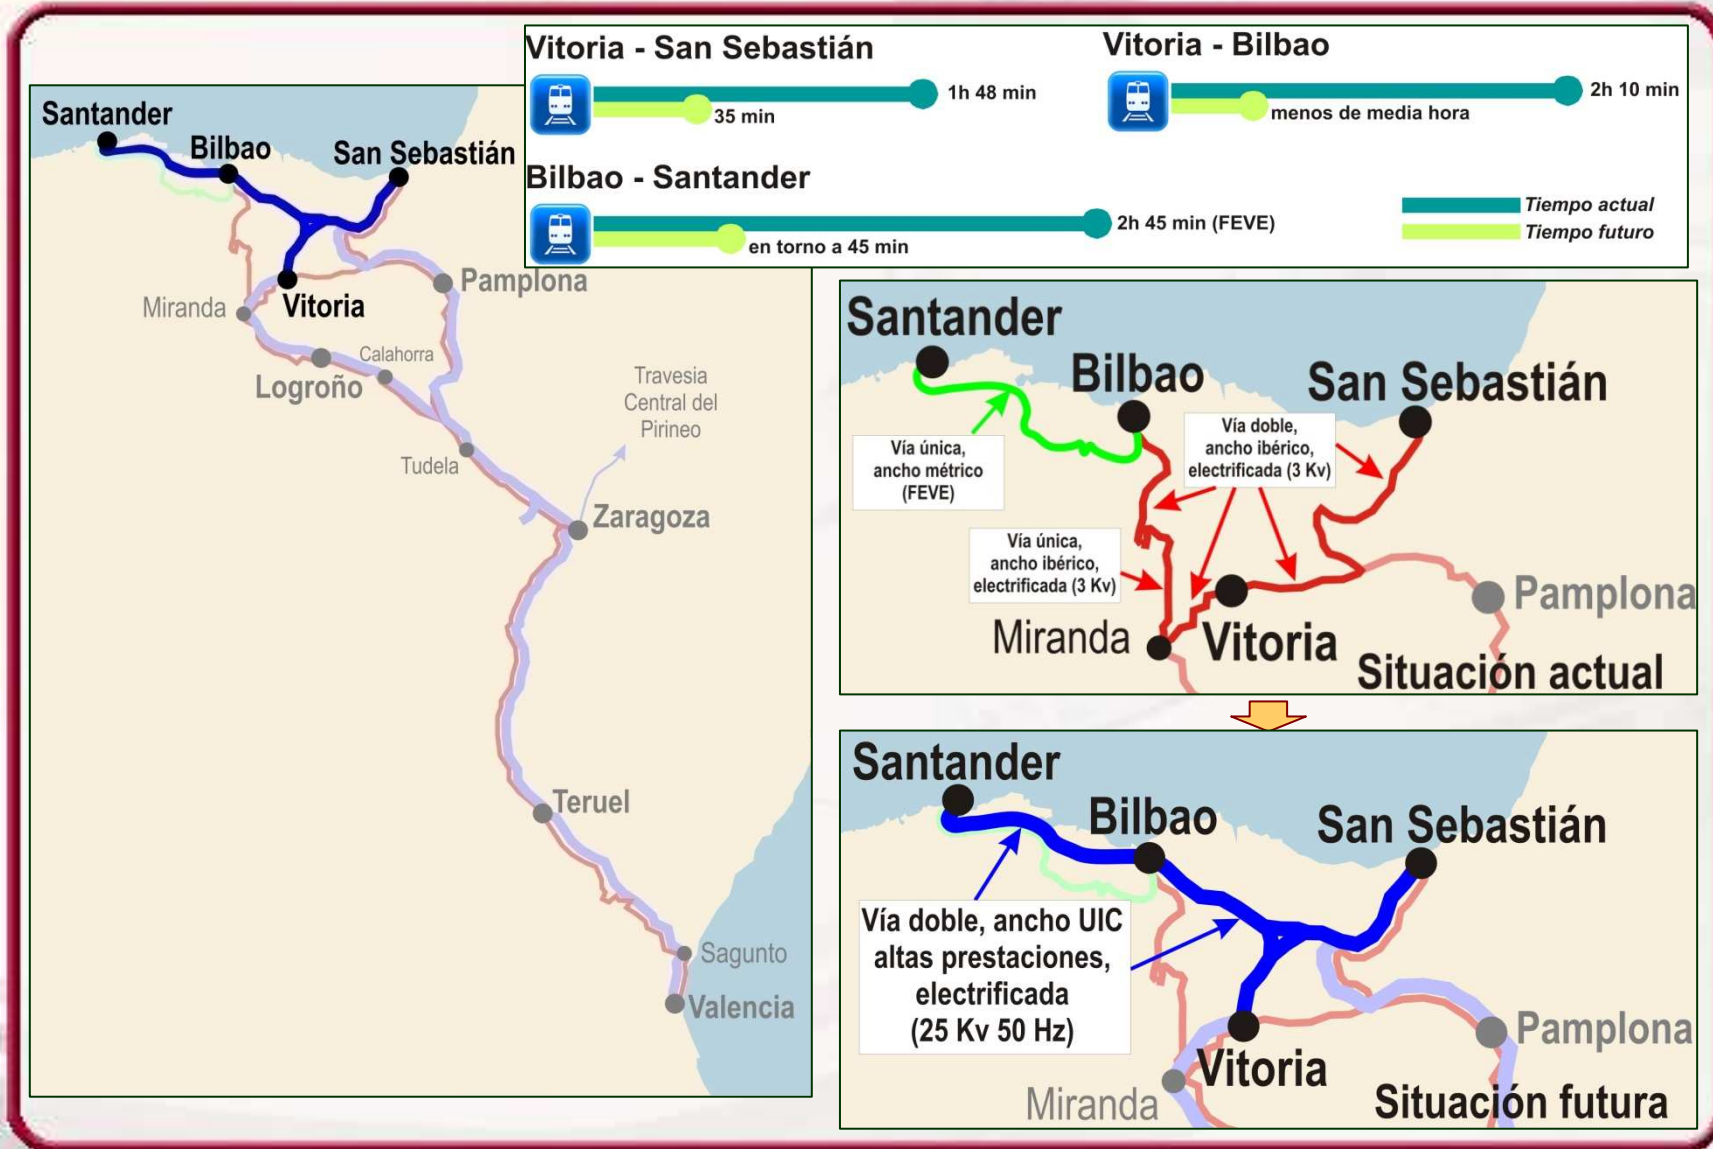 Vitoria - San Sebastián
1h 48 min
35 min
Vitoria - Bilbao
2h 10 min
menos de media hora
Bilbao - Santander
2h 45 min (FEVE)
en torno a 45 min
Tiempo actual
Tiempo futuro
Santander
Bilbao
San Sebastián
Pamplona
Miranda
Vitoria
Calahorra
Logroño
Travesia
Central del
Pirineo
Tudela
Zaragoza
Teruel
Sagunto
Valencia
Santander
Bilbao
San Sebastián
Vía única,
ancho métrico
(FEVE)
Vía doble,
ancho ibérico,
electrificada (3 Kv)
Vía única,
ancho ibérico,
electrificada (3 Kv)
Pamplona
Miranda
Vitoria
Situación actual
Santander
Bilbao
San Sebastián
Vía doble, ancho UIC
altas prestaciones,
electrificada
(25 Kv 50 Hz)
Pamplona
Vitoria
Miranda
Situación futura